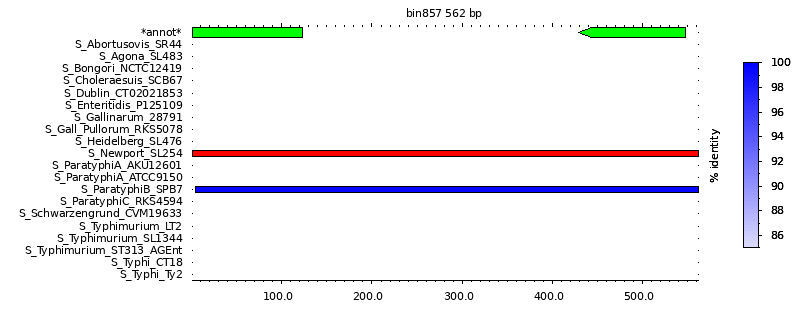 bin857 562 bp
*annot*
S_Abortusovis_SR44
S_Agona_SL483
S_Bongori_NCTC12419
S_Choleraesuis_SCB67
S_Dublin_CT02021853
S_Enteritidis_P125109
S_Gallinarum_28791
S_Gall_Pullorum_RKS5078
S_Heidelberg_SL476
S_Newport_SL254
S_ParatyphiA_AKU12601
S_ParatyphiA_ATCC9150
S_ParatyphiB_SPB7
S_ParatyphiC_RKS4594
S_Schwarzengrund_CVM19633
S_Typhimurium_LT2
S_Typhimurium_SL1344
S_Typhimurium_ST313_AGEnt
S_Typhi_CT18
S_Typhi_Ty2
100.0 200.0 300.0 400.0 500.0
% identity
100
98
96
94
92
90
88
86